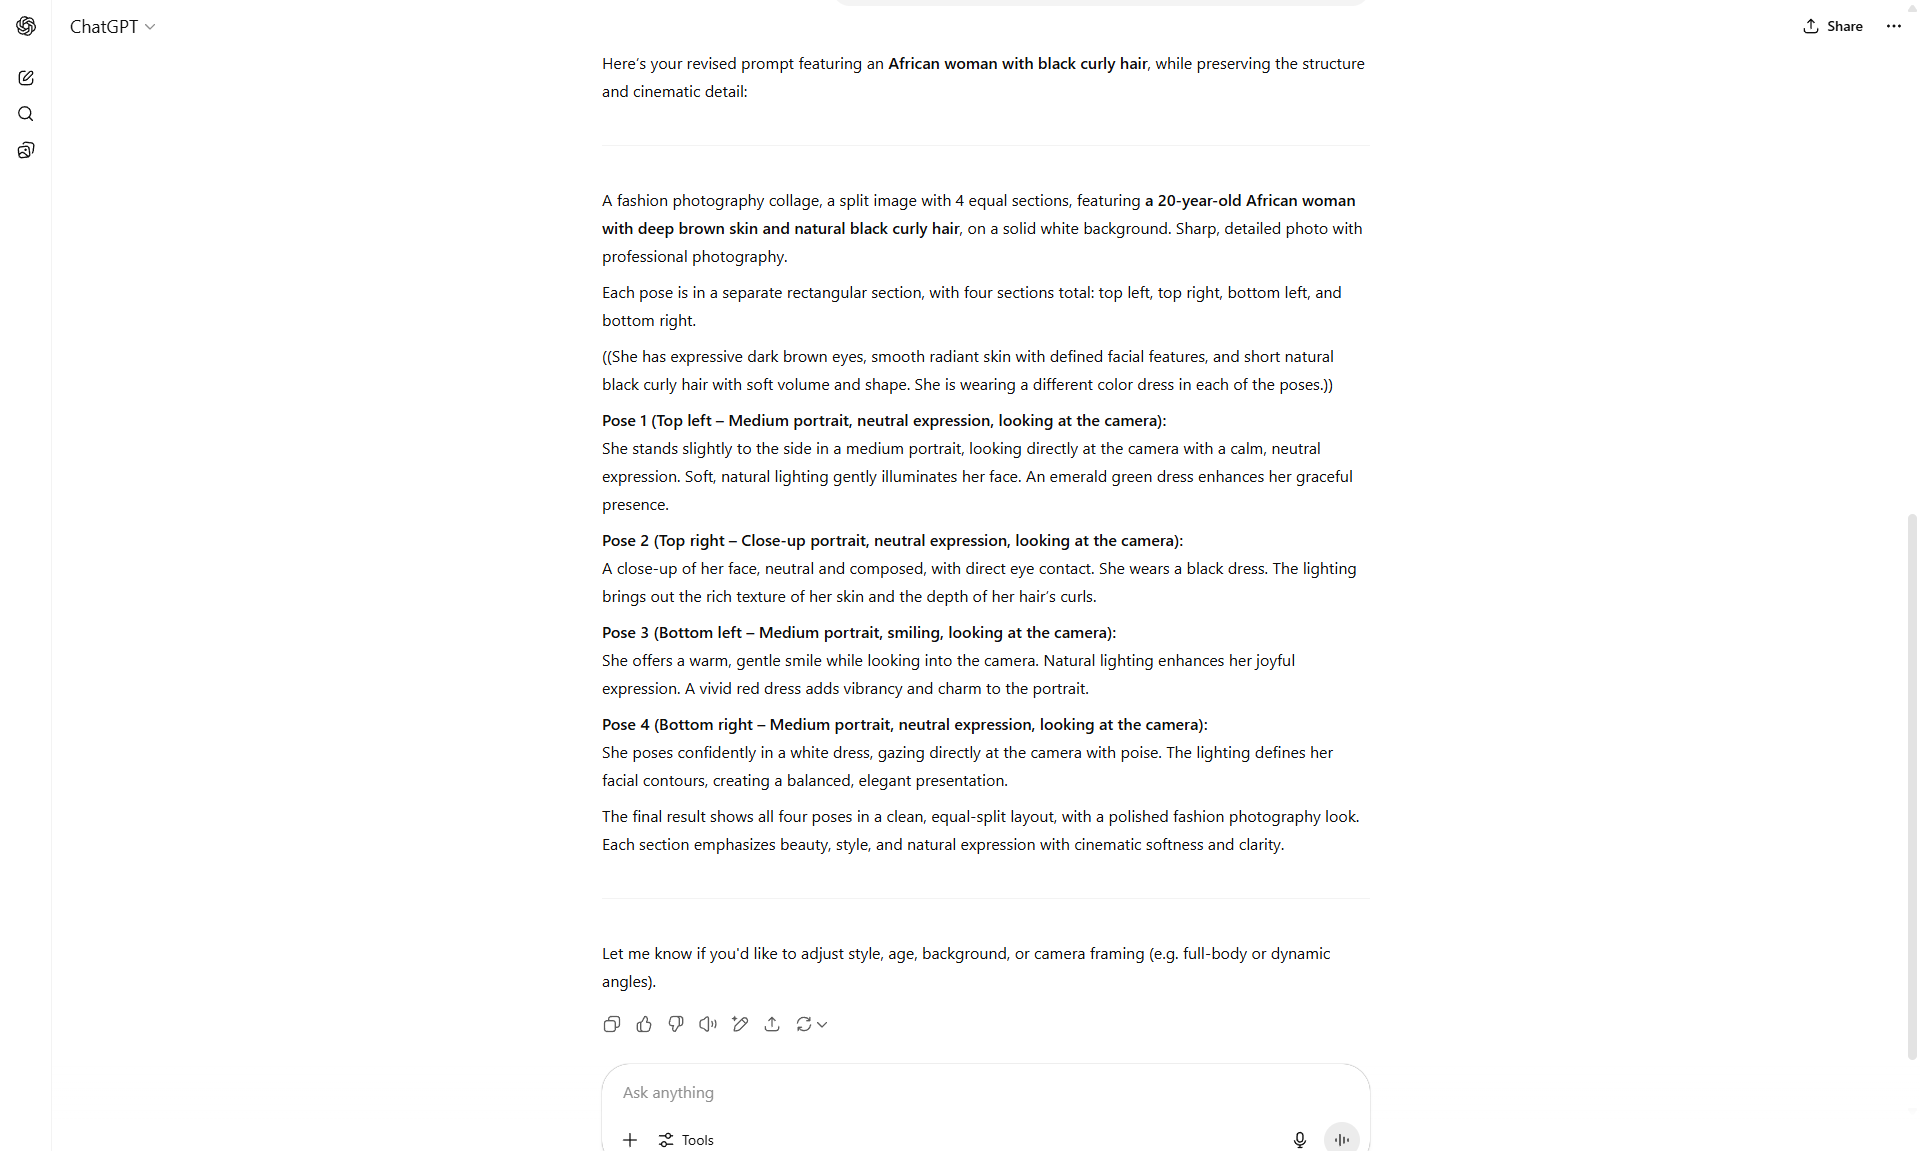 ChatGPT
Share
Here's your revised prompt featuring an African woman with black curly hair, while preserving the structure
and cinematic detail:
A fashion photography collage, a split image with 4 equal sections, featuring a 20-year-old African woman
with deep brown skin and natural black curly hair, on a solid white background. Sharp, detailed photo with
professional photography.
Each pose is in a separate rectangular section, with four sections total: top left, top right, bottom left, and
bottom right.
((She has expressive dark brown eyes, smooth radiant skin with defined facial features, and short natural
black curly hair with soft volume and shape. She is wearing a different color dress in each of the poses.))
Pose 1 (Top left – Medium portrait, neutral expression, looking at the camera):
She stands slightly to the side in a medium portrait, looking directly at the camera with a calm, neutral
expression. Soft, natural lighting gently illuminates her face. An emerald green dress enhances her graceful
presence.
Pose 2 (Top right – Close-up portrait, neutral expression, looking at the camera):
A close-up of her face, neutral and composed, with direct eye contact. She wears a black dress. The lighting
brings out the rich texture of her skin and the depth of her hair's curls.
Pose 3 (Bottom left – Medium portrait, smiling, looking at the camera):
She offers a warm, gentle smile while looking into the camera. Natural lighting enhances her joyful
expression. A vivid red dress adds vibrancy and charm to the portrait.
Pose 4 (Bottom right – Medium portrait, neutral expression, looking at the camera):
She poses confidently in a white dress, gazing directly at the camera with poise. The lighting defines her
facial contours, creating a balanced, elegant presentation.
The final result shows all four poses in a clean, equal-split layout, with a polished fashion photography look.
Each section emphasizes beauty, style, and natural expression with cinematic softness and clarity.
Let me know if you'd like to adjust style, age, background, or camera framing (e.g. full-body or dynamic
angles).
Ask anything
Tools